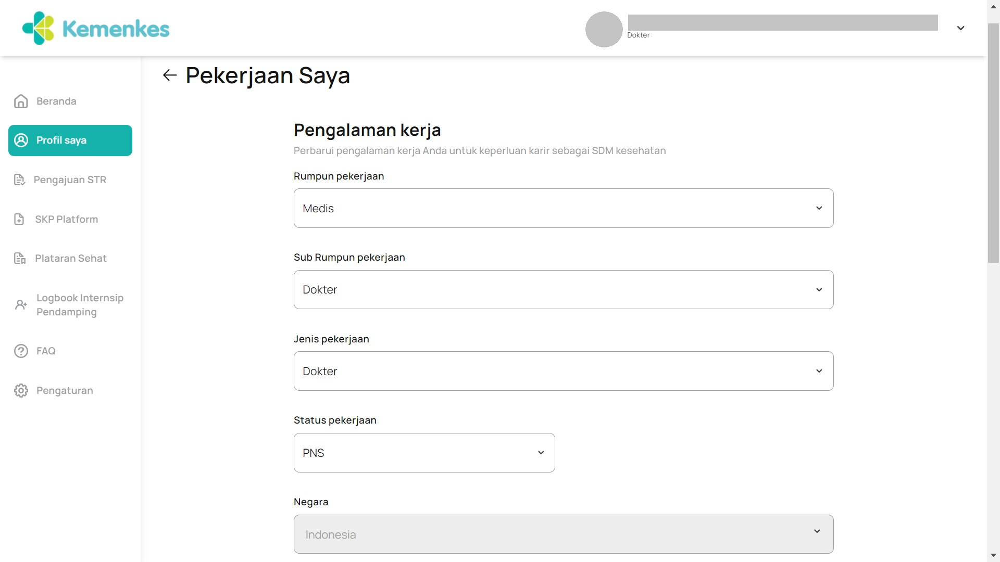 Kemenkes
Dokter
Pekerjaan Saya
Beranda
Profil saya
Pengajuan STR
SKP Platform
Plataran Sehat
Logbook Internsip
Pendamping
FAQ
Pengaturan
Pengalaman kerja
Perbarui pengalaman kerja Anda untuk keperluan karir sebagai SDM kesehatan
Rumpun pekerjaan
Medis
Sub Rumpun pekerjaan
Dokter
Jenis pekerjaan
Dokter
Status pekerjaan
PNS
Negara
Indonesia